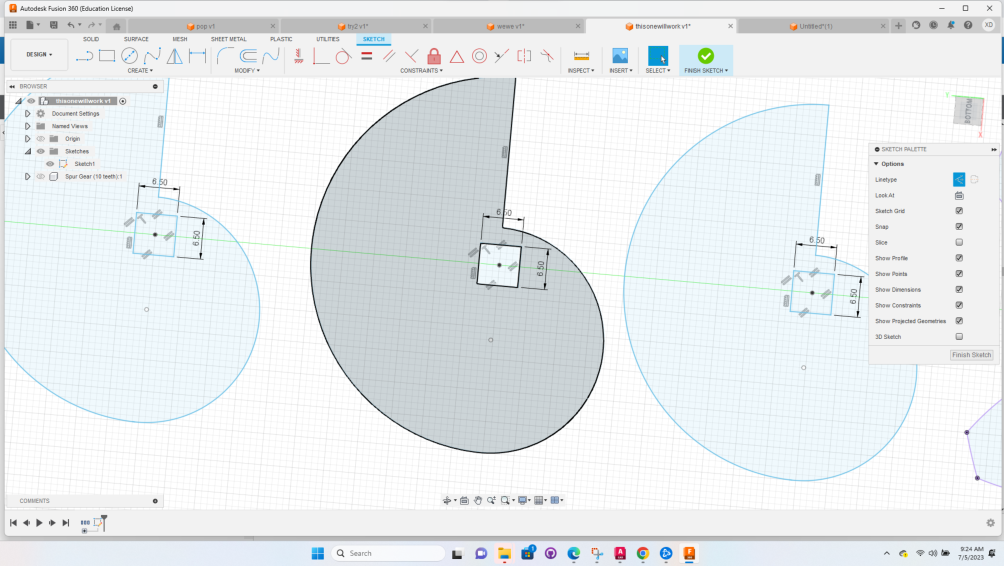 Autodesk Fusion 360 (Education License)
pop v1
try2 v1*
wewe v1*
thisonewillwork v1*
Untitled*(1)
XD
DESIGN
SOLID SURFACE MESH SHEET METAL PLASTIC UTILITIES SKETCH
CREATE MODIFY CONSTRAINTS INSPECT INSERT SELECT FINISH SKETCH
BROWSER
thisonewillwork v1
Document Settings
Named Views
Origin
Sketches
Sketch1
Spur Gear (10 teeth):1
6.50
6.50
6.50
6.50
6.50
6.50
BOTTOM
X
SKETCH PALETTE
Options
Linetype
Look At
Sketch Grid
Snap
Slice
Show Profile
Show Points
Show Dimensions
Show Constraints
Show Projected Geometries
3D Sketch
Finish Sketch
COMMENTS
Search
9:24 AM
7/5/2023